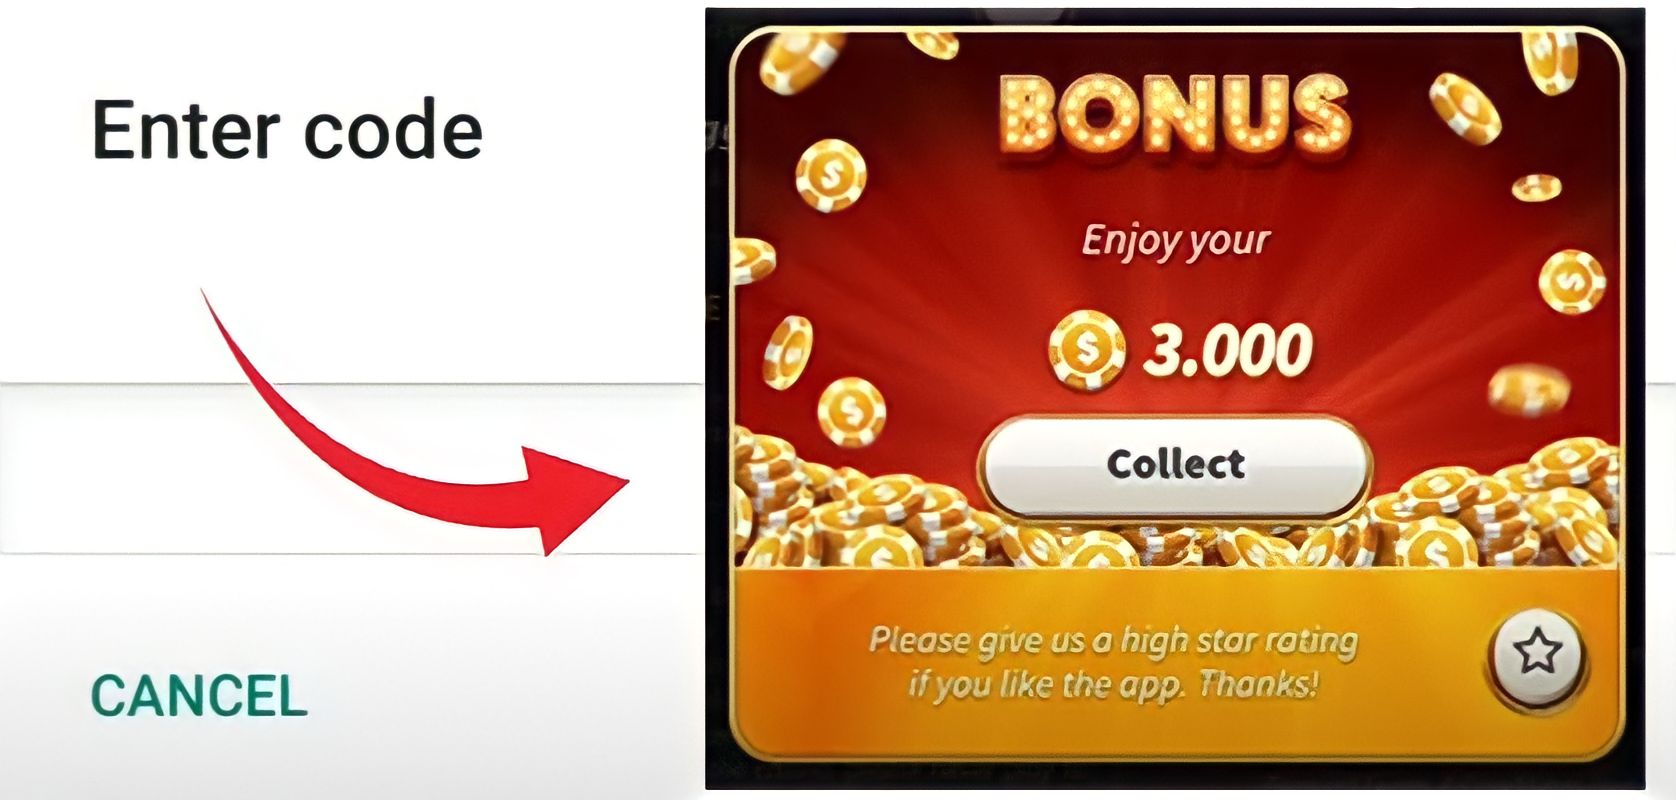 Enter code
CANCEL
BONUS
Enjoy your
3.000
Collect
Please give us a high star rating
if you like the app. Thanks!